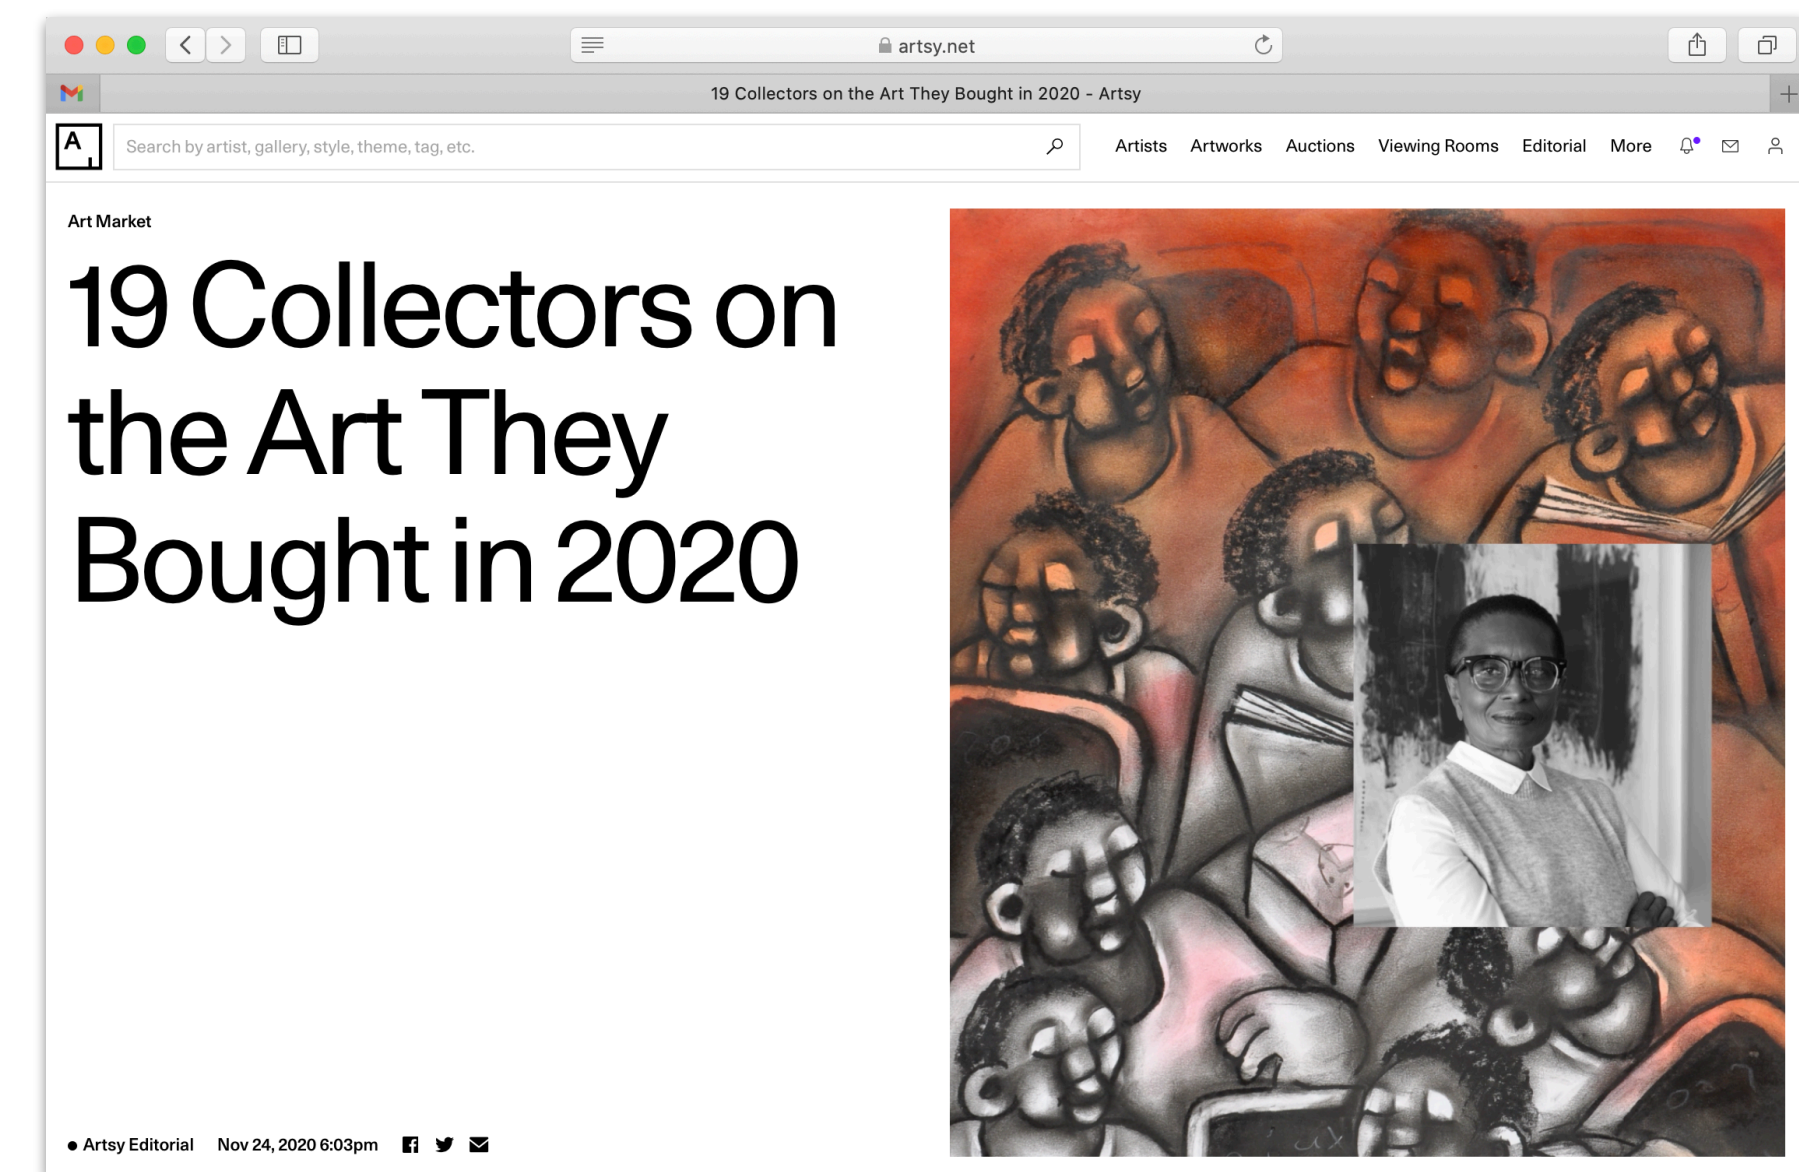 artsy.net
19 Collectors on the Art They Bought in 2020 - Artsy
A
Search by artist, gallery, style, theme, tag, etc.
Artists Artworks Auctions Viewing Rooms Editorial More
Art Market
19 Collectors on
the Art They
Bought in 2020
Artsy Editorial Nov 24, 2020 6:03pm